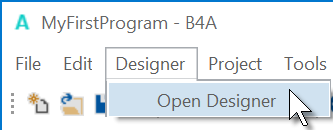 A MyFirstProgram - B4A
File Edit Designer Project Tools
Open Designer